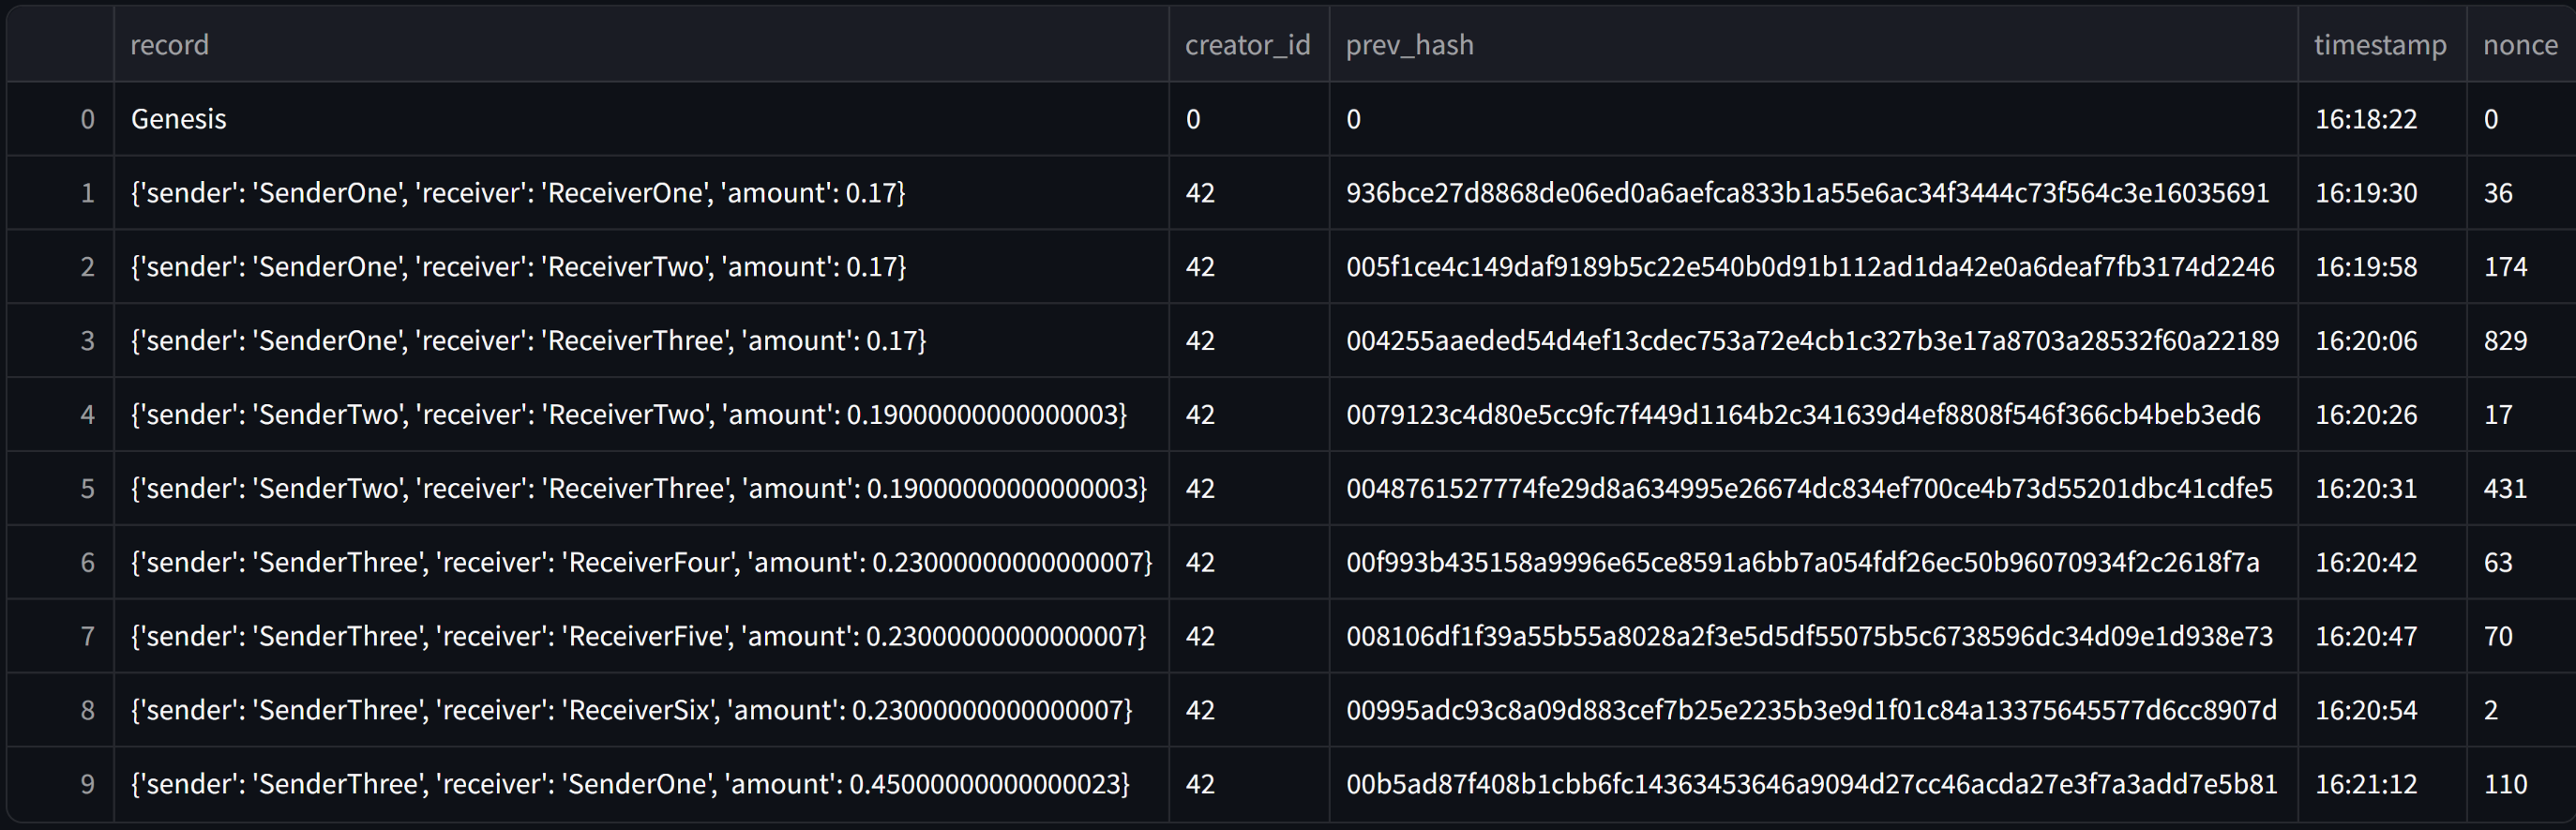 record creator_id prev_hash timestamp nonce
0 Genesis 0 0 16:18:22 0
1 {'sender': 'SenderOne', 'receiver': 'ReceiverOne', 'amount': 0.17} 42 936bce27d8868de06ed0a6aefca833b1a55e6ac34f3444c73f564c3e16035691 16:19:30 36
2 {'sender': 'SenderOne', 'receiver': 'ReceiverTwo', 'amount': 0.17} 42 005f1ce4c149daf9189b5c22e540b0d91b112ad1da42e0a6deaf7fb3174d2246 16:19:58 174
3 {'sender': 'SenderOne', 'receiver': 'ReceiverThree', 'amount': 0.17} 42 004255aaeded54d4ef13cdec753a72e4cb1c327b3e17a8703a28532f60a22189 16:20:06 829
4 {'sender': 'SenderTwo', 'receiver': 'ReceiverTwo', 'amount': 0.19000000000000003} 42 0079123c4d80e5cc9fc7f449d1164b2c341639d4ef8808f546f366cb4beb3ed6 16:20:26 17
5 {'sender': 'SenderTwo', 'receiver': 'ReceiverThree', 'amount': 0.19000000000000003} 42 0048761527774fe29d8a634995e26674dc834ef700ce4b73d55201dbc41cdfe5 16:20:31 431
6 {'sender': 'SenderThree', 'receiver': 'ReceiverFour', 'amount': 0.23000000000000007} 42 00f993b435158a9996e65ce8591a6bb7a054fdf26ec50b96070934f2c2618f7a 16:20:42 63
7 {'sender': 'SenderThree', 'receiver': 'ReceiverFive', 'amount': 0.23000000000000007} 42 008106df1f39a55b55a8028a2f3e5d5df55075b5c6738596dc34d09e1d938e73 16:20:47 70
8 {'sender': 'SenderThree', 'receiver': 'ReceiverSix', 'amount': 0.23000000000000007} 42 00995adc93c8a09d883cef7b25e2235b3e9d1f01c84a13375645577d6cc8907d 16:20:54 2
9 {'sender': 'SenderThree', 'receiver': 'SenderOne', 'amount': 0.45000000000000023} 42 00b5ad87f408b1cbb6fc14363453646a9094d27cc46acda27e3f7a3add7e5b81 16:21:12 110